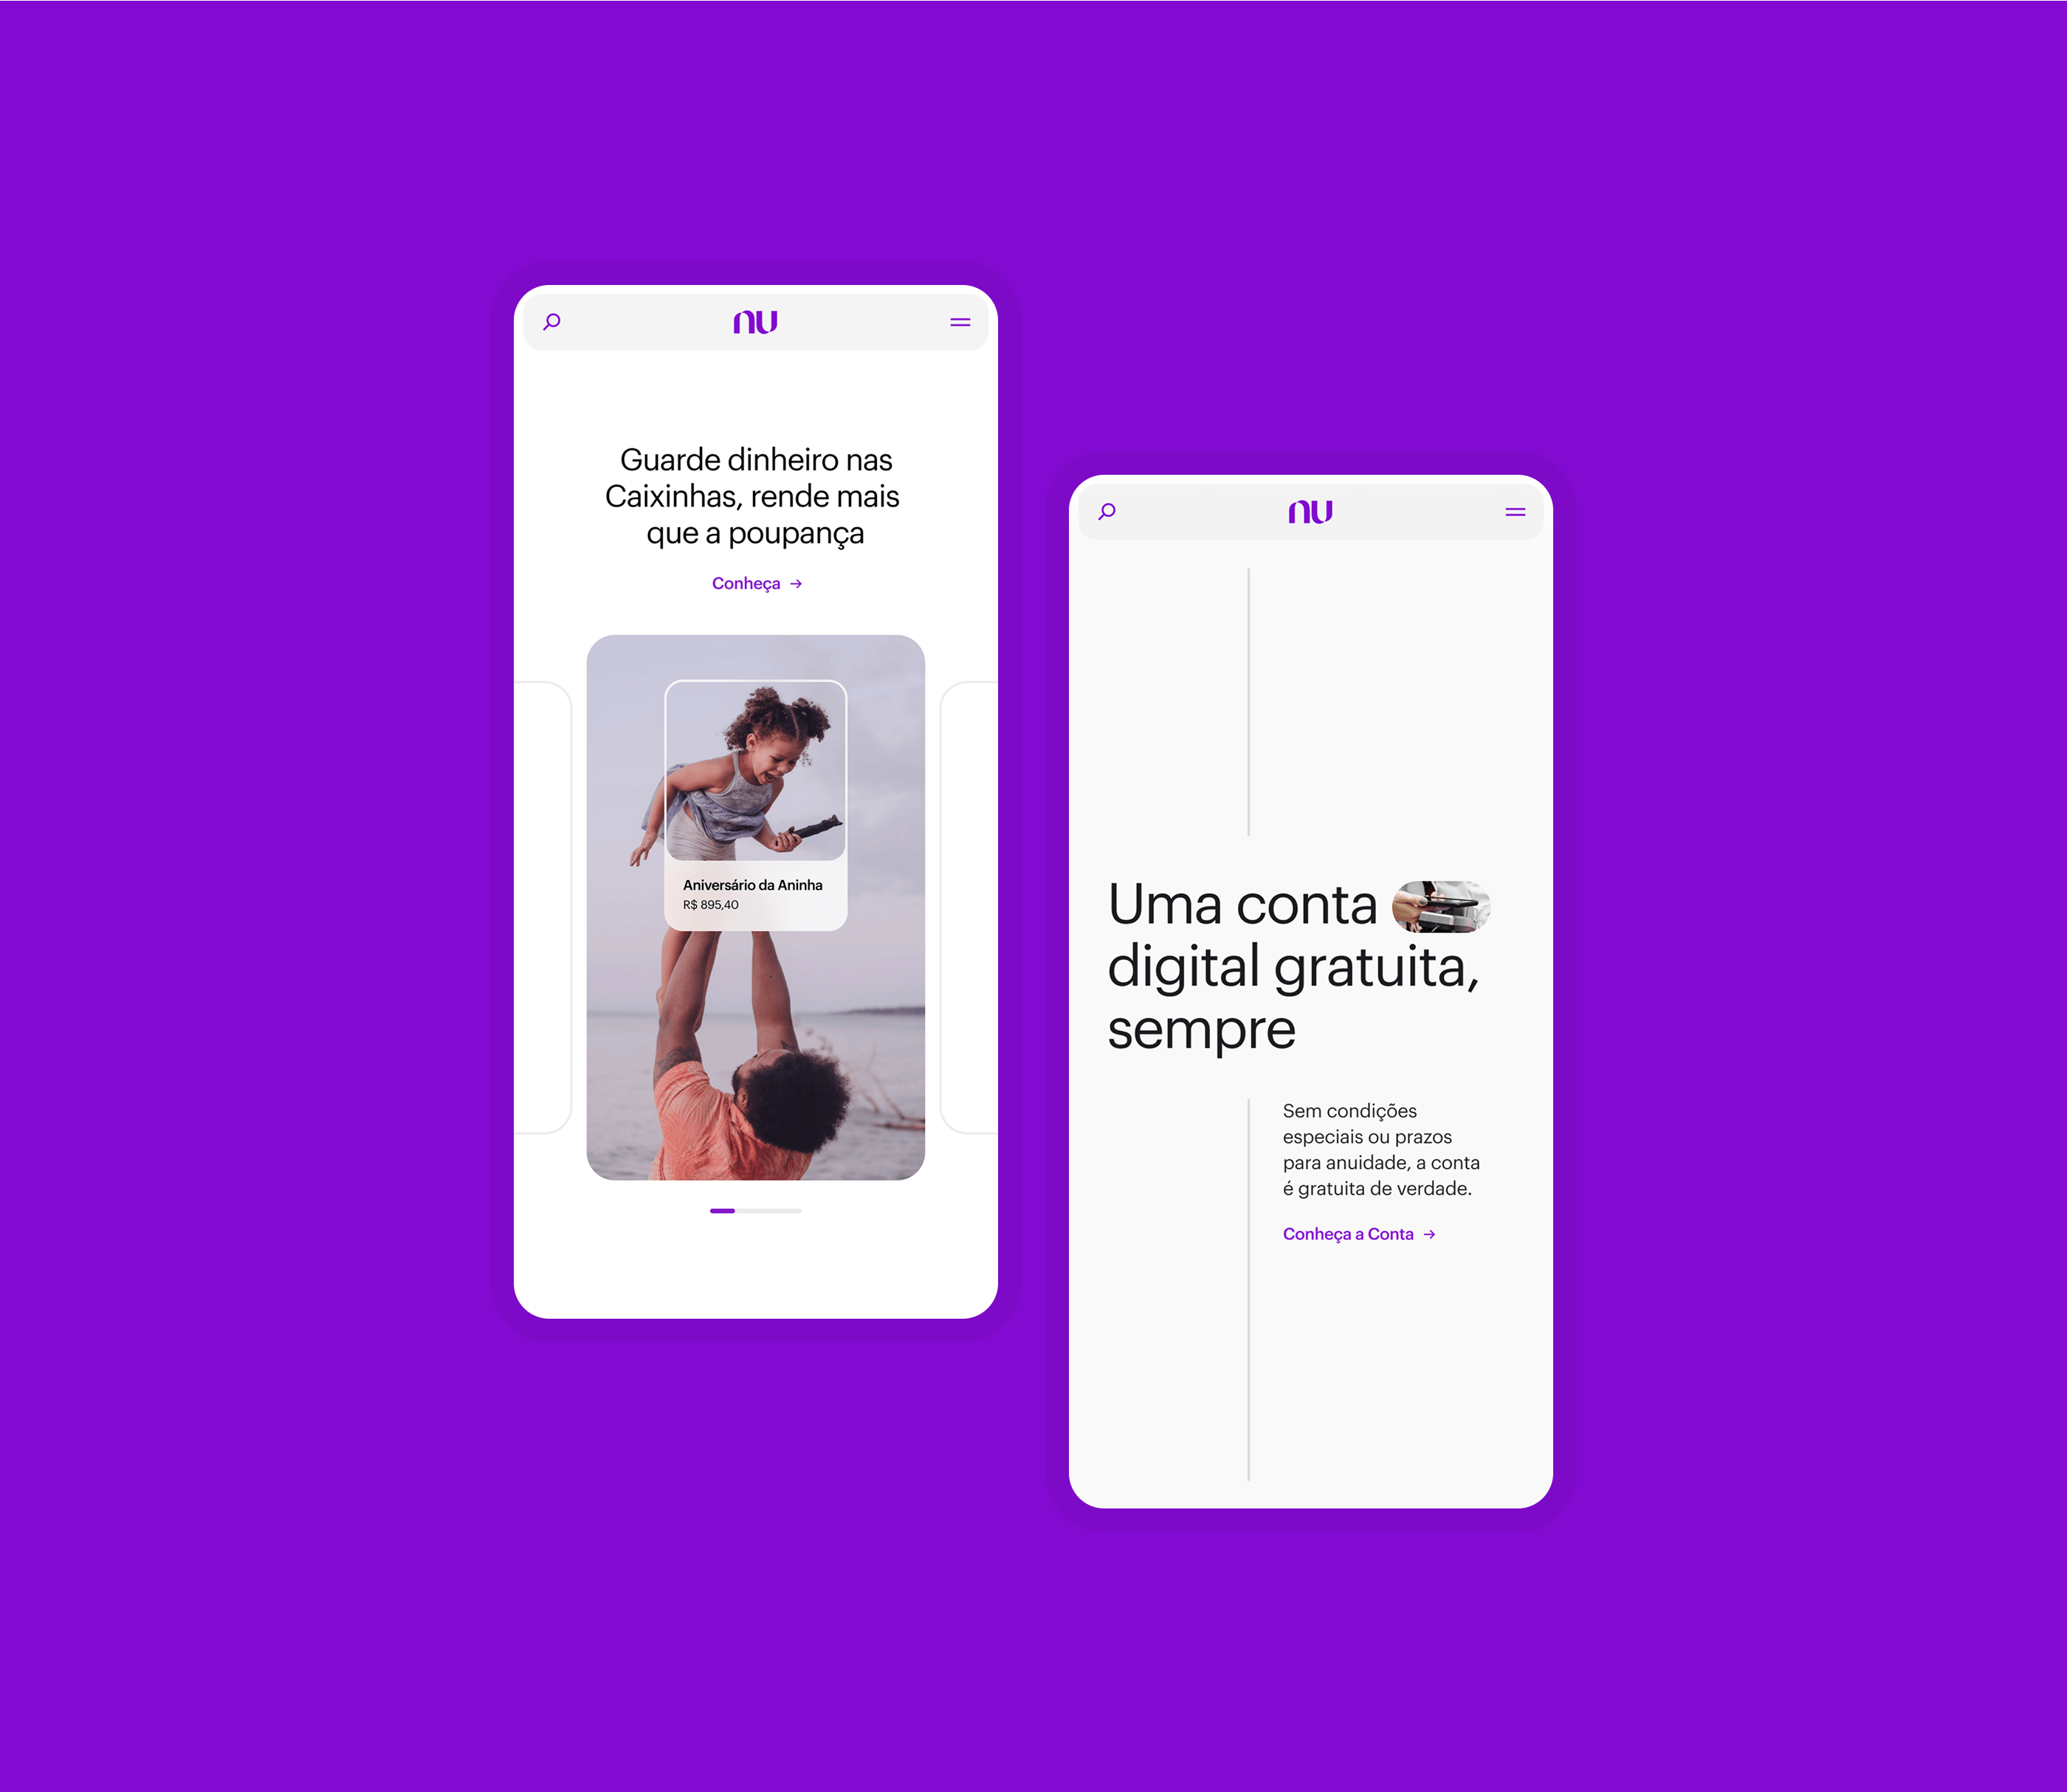 nu
Guarde dinheiro nas
Caixinhas, rende mais
que a poupança
Conheça →
Aniversário da Aninha
R$ 895,40
nu
Uma conta
digital gratuita,
sempre
Sem condições
especiais ou prazos
para anuidade, a conta
é gratuita de verdade.
Conheça a Conta →